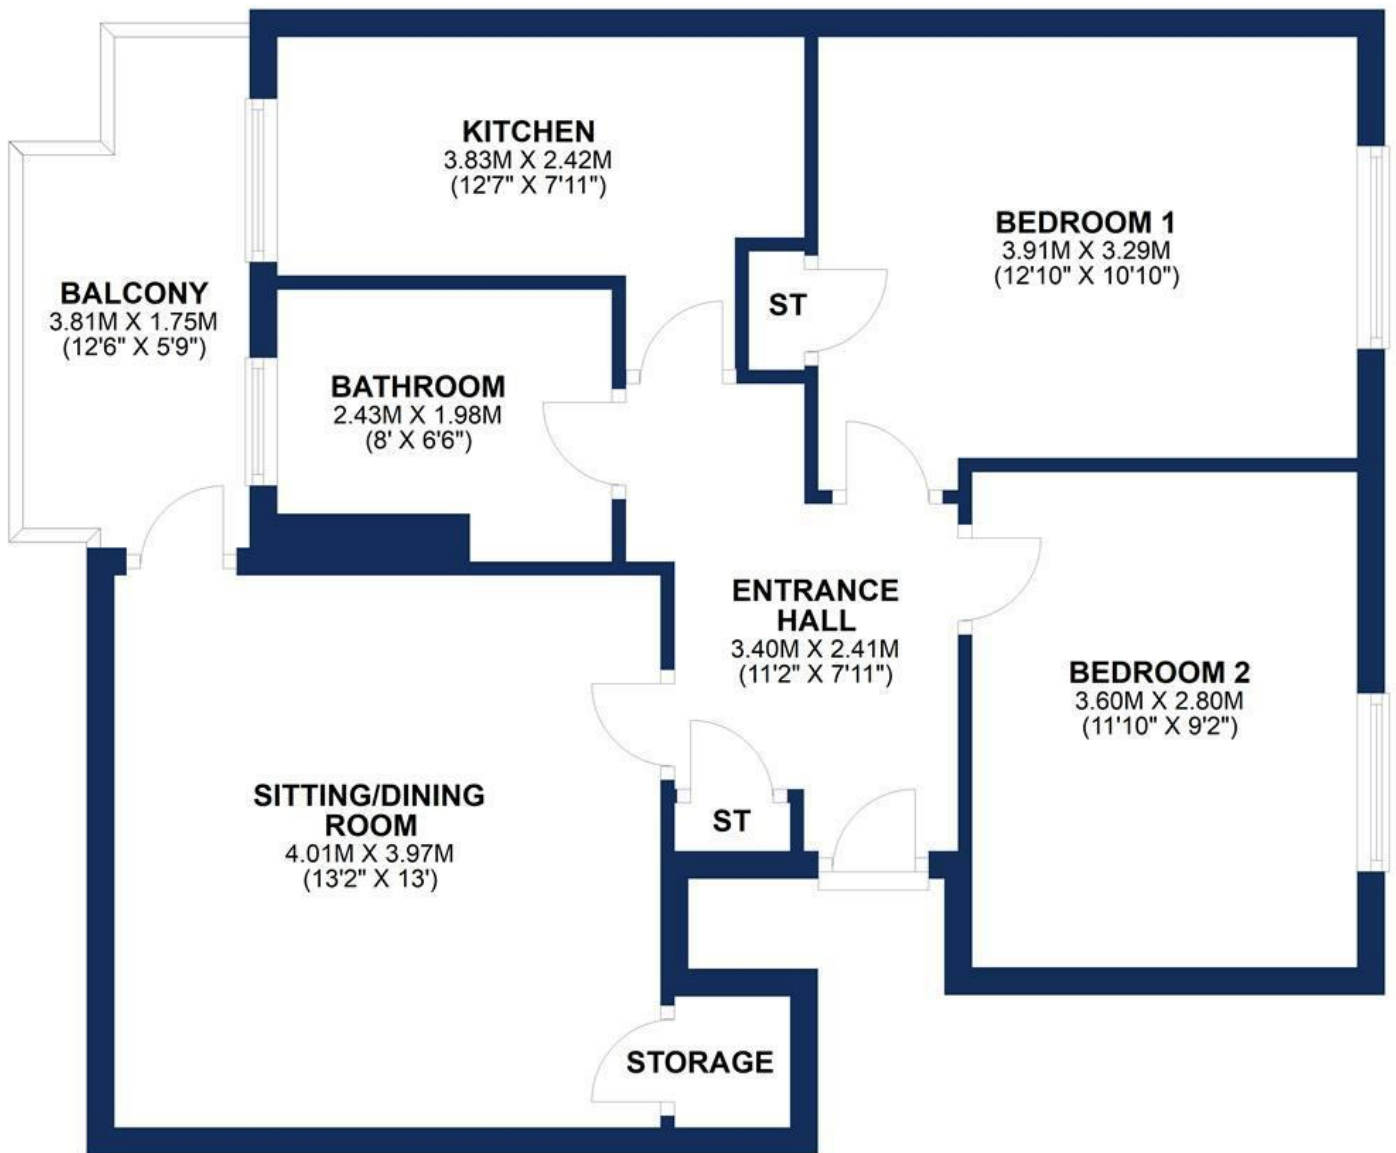 KITCHEN
3.83M X 2.42M
(12'7" X 7'11")
BEDROOM 1
3.91M X 3.29M
(12'10" X 10'10")
BALCONY
3.81M X 1.75M
(12'6" X 5'9")
ST
BATHROOM
2.43M X 1.98M
(8' X 6'6")
ENTRANCE
HALL
3.40M X 2.41M
(11'2" X 7'11")
BEDROOM 2
3.60M X 2.80M
(11'10" X 9'2")
SITTING/DINING
ROOM
4.01M X 3.97M
(13'2" X 13')
ST
STORAGE